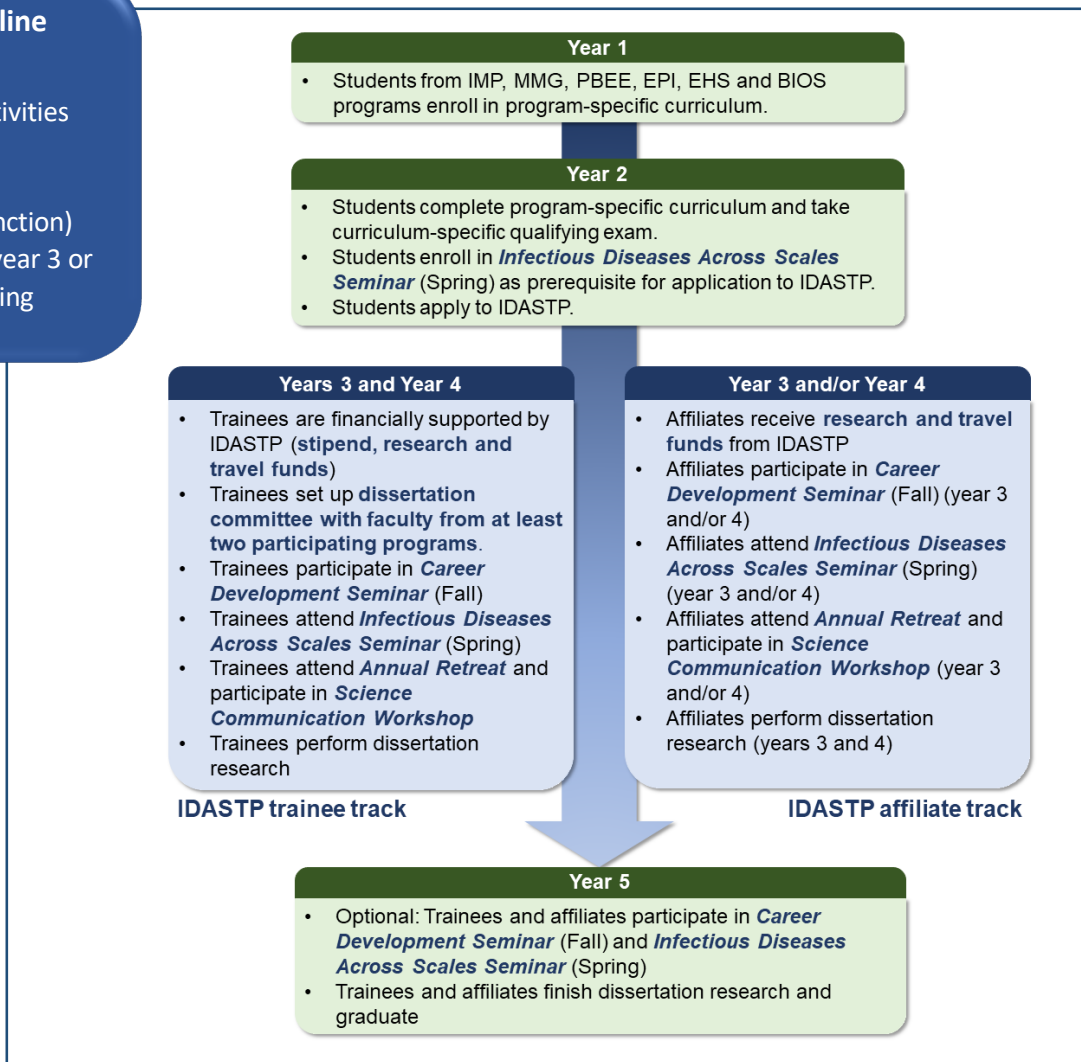 line
tivities
nction)
year 3 or
ing
Year 1
• Students from IMP, MMG, PBEE, EPI, EHS and BIOS
programs enroll in program-specific curriculum.
Year 2
• Students complete program-specific curriculum and take
curriculum-specific qualifying exam.
• Students enroll in Infectious Diseases Across Scales
Seminar (Spring) as prerequisite for application to IDASTP.
• Students apply to IDASTP.
Years 3 and Year 4
• Trainees are financially supported by
IDASTP (stipend, research and
travel funds)
• Trainees set up dissertation
committee with faculty from at least
two participating programs.
• Trainees participate in Career
Development Seminar (Fall)
• Trainees attend Infectious Diseases
Across Scales Seminar (Spring)
• Trainees attend Annual Retreat and
participate in Science
Communication Workshop
• Trainees perform dissertation
research
IDASTP trainee track
Year 3 and/or Year 4
• Affiliates receive research and travel
funds from IDASTP
• Affiliates participate in Career
Development Seminar (Fall) (year 3
and/or 4)
• Affiliates attend Infectious Diseases
Across Scales Seminar (Spring)
(year 3 and/or 4)
• Affiliates attend Annual Retreat and
participate in Science
Communication Workshop (year 3
and/or 4)
• Affiliates perform dissertation
research (years 3 and 4)
IDASTP affiliate track
Year 5
• Optional: Trainees and affiliates participate in Career
Development Seminar (Fall) and Infectious Diseases
Across Scales Seminar (Spring)
• Trainees and affiliates finish dissertation research and
graduate